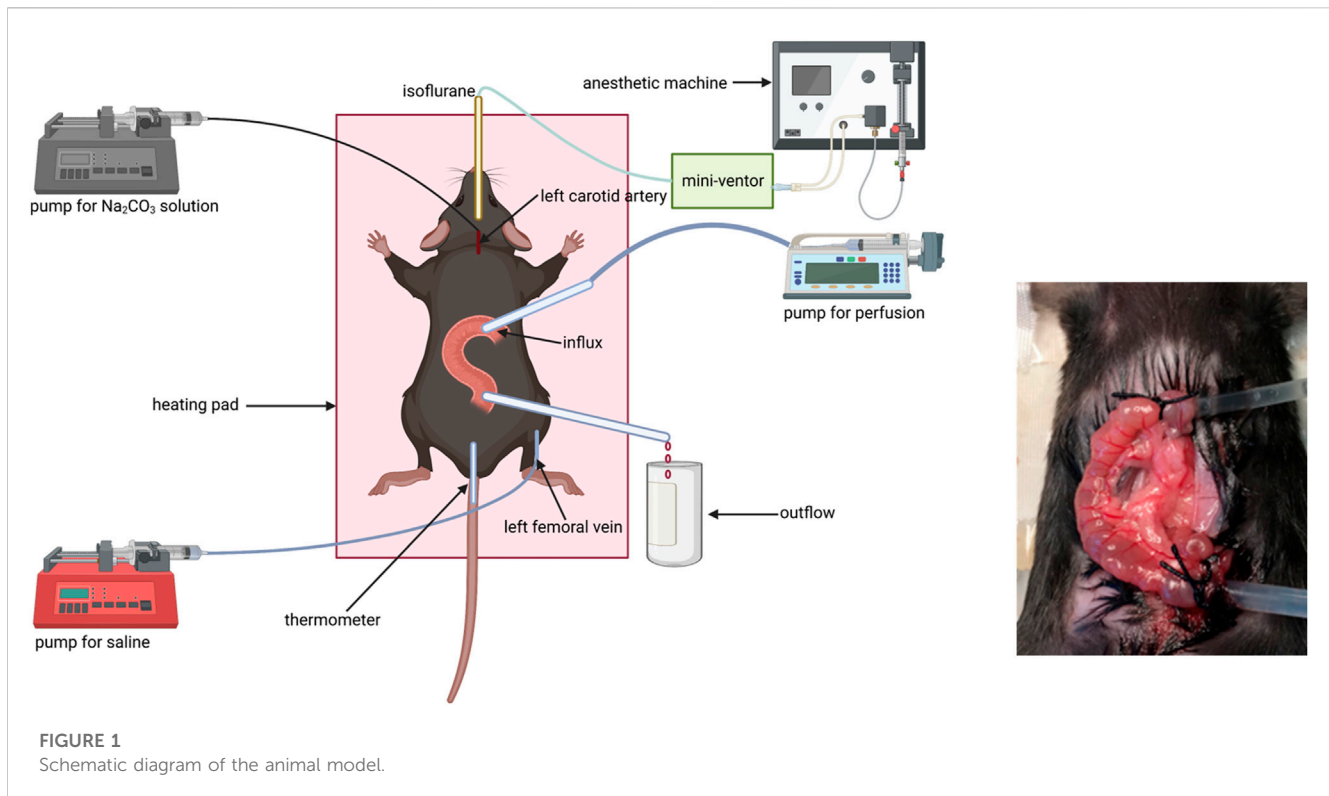 isoflurane
anesthetic machine
mini-ventor
left carotid artery
pump for Na₂CO₃ solution
pump for perfusion
influx
heating pad
left femoral vein
outflow
thermometer
pump for saline
FIGURE 1
Schematic diagram of the animal model.